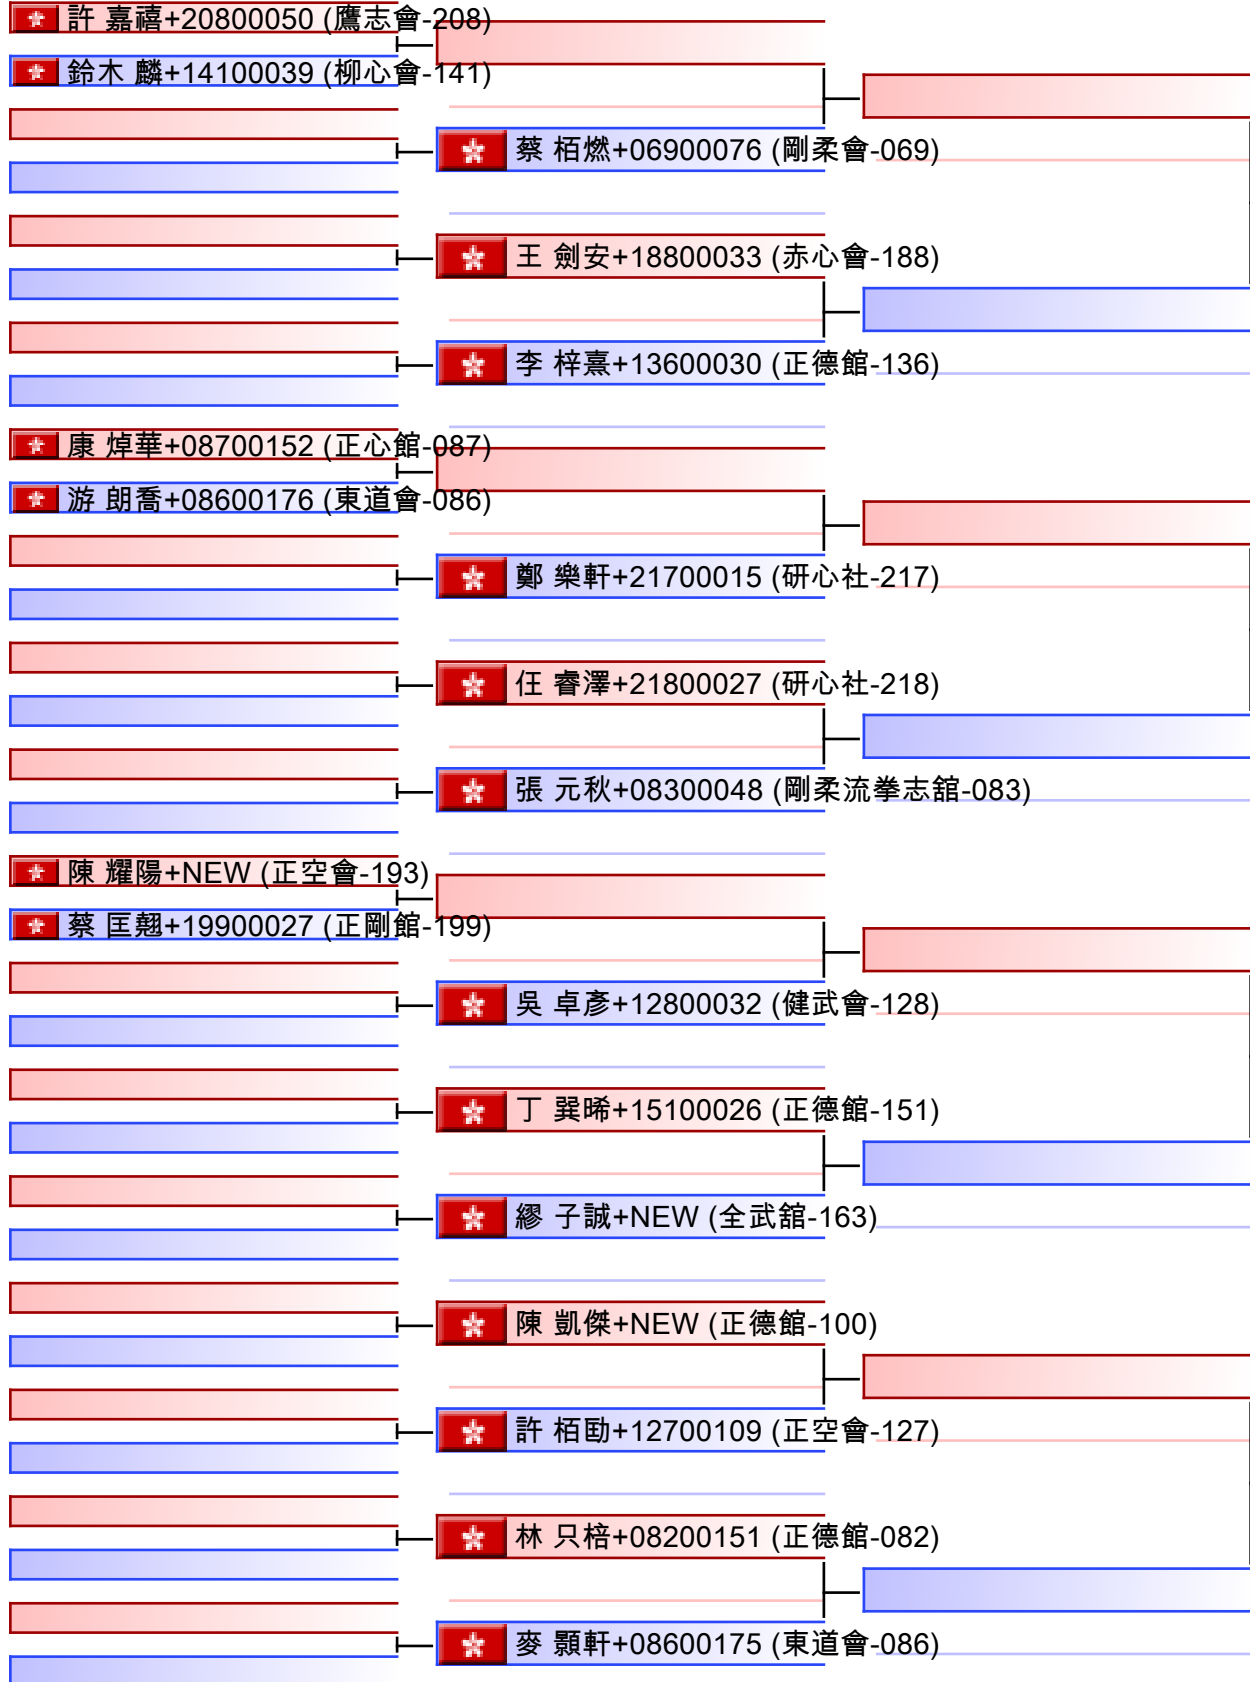 許 嘉禧+20800050 (鷹志會-208)
鈴木 麟+14100039 (柳心會-141)
蔡 栢燃+06900076 (剛柔會-069)
王 劍安+18800033 (赤心會-188)
李 梓熹+13600030 (正德館-136)
康 焯華+08700152 (正心館-087)
游 朗喬+08600176 (東道會-086)
鄭 樂軒+21700015 (研心社-217)
任 睿澤+21800027 (研心社-218)
張 元秋+08300048 (剛柔流拳志舘-083)
陳 耀陽+NEW (正空會-193)
蔡 匡翹+19900027 (正剛館-199)
吳 卓彥+12800032 (健武會-128)
丁 巽晞+15100026 (正德館-151)
繆 子誠+NEW (全武舘-163)
陳 凱傑+NEW (正德館-100)
許 栢勖+12700109 (正空會-127)
林 只棓+08200151 (正德館-082)
麥 顥軒+08600175 (東道會-086)